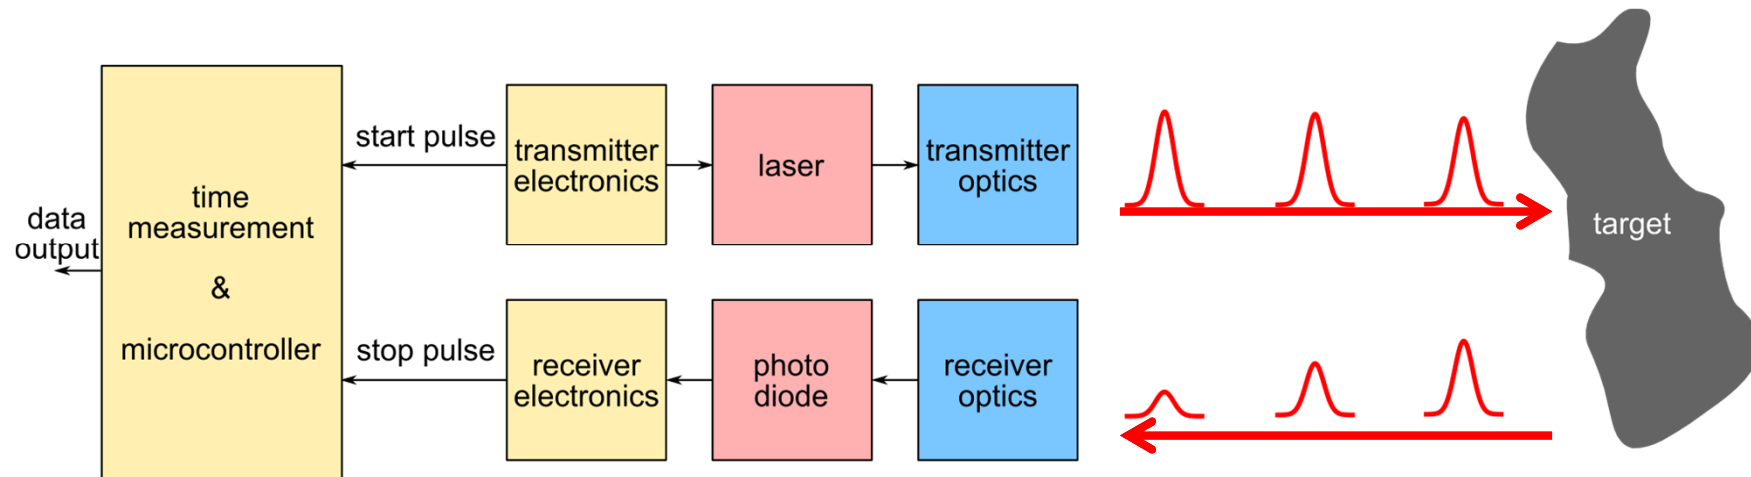 data
output
time
measurement
&
microcontroller
start pulse
stop pulse
transmitter
electronics
laser
transmitter
optics
receiver
electronics
photo
diode
receiver
optics
target